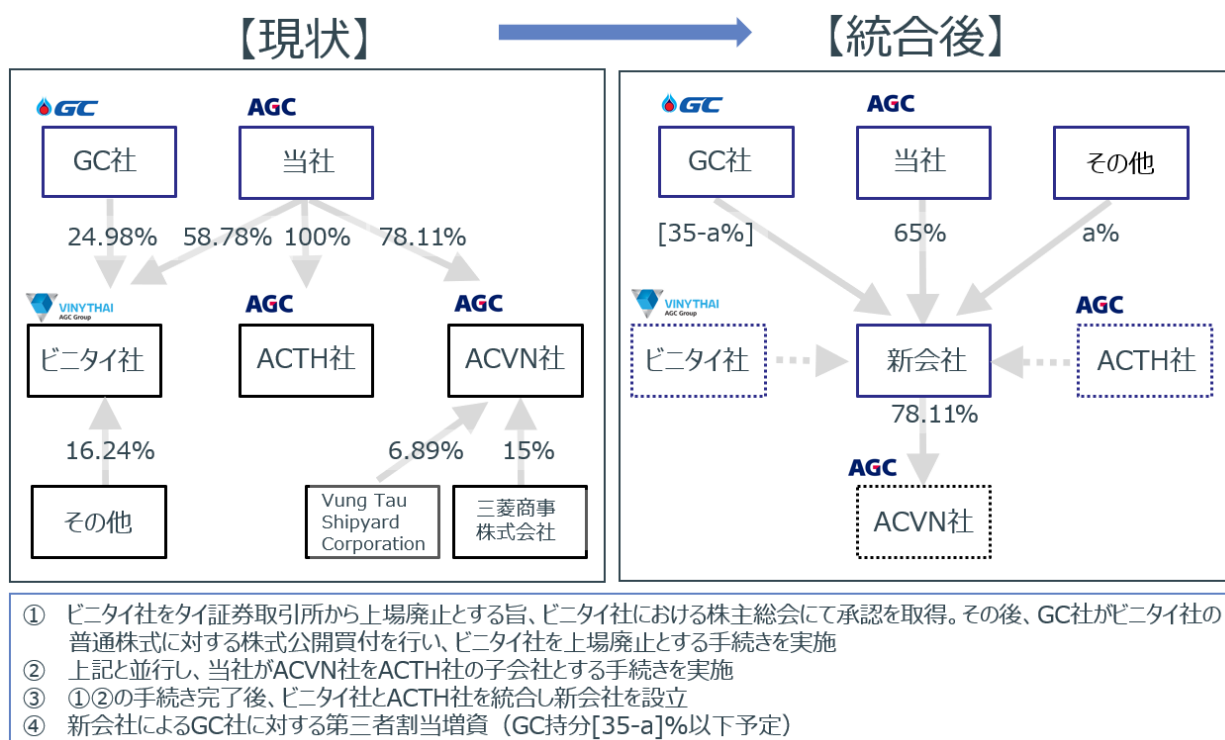 【現状】
【統合後】
GC
AGC
GC社
当社
24.98%
58.78%
100%
78.11%
VINYTHAI
AGC Group
AGC
AGC
ビニタイ社
ACTH社
ACVN社
16.24%
6.89%
15%
その他
Vung Tau
Shipyard
Corporation
三菱商事
株式会社
GC
AGC
GC社
当社
その他
[35-a%]
65%
a%
VINYTHAI
AGC Group
AGC
ビニタイ社
新会社
ACTH社
78.11%
AGC
ACVN社
① ビニタイ社をタイ証券取引所から上場廃止とする旨、ビニタイ社における株主総会にて承認を取得。その後、GC社がビニタイ社の
普通株式に対する株式公開買付を行い、ビニタイ社を上場廃止とする手続きを実施
② 上記と並行し、当社がACVN社をACTH社の子会社とする手続きを実施
③ ①②の手続き完了後、ビニタイ社とACTH社を統合し新会社を設立
④ 新会社によるGC社に対する第三者割当増資（GC持分[35-a]%以下予定）